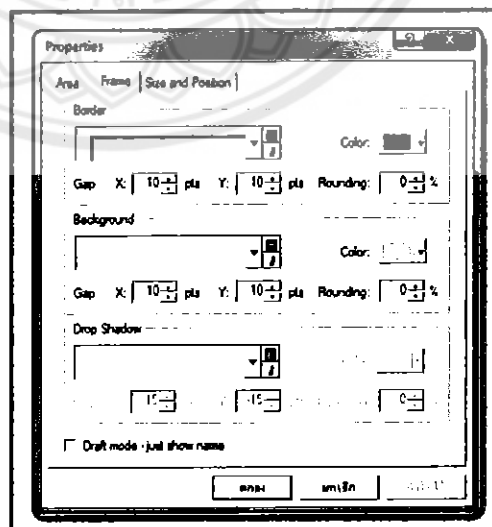 Properties
Area Frame Size and Position
Border
Color:
Gap X: 10 pts Y: 10 pts Rounding: 0 %
Background
Color:
Gap X: 10 pts Y: 10 pts Rounding: 0 %
Drop Shadow
15 -15 0
Draft mode - just show name
ตกลง ยกเลิก